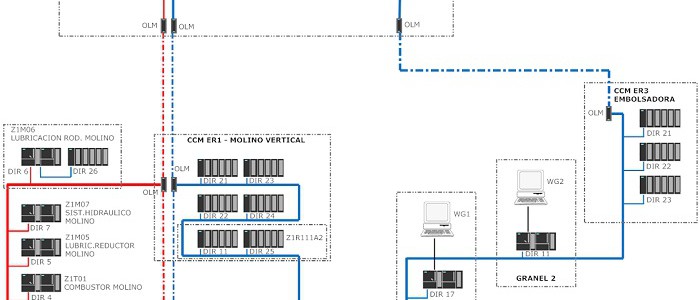 OLM
OLM
OLM
CCM ER3
EMBOLSADORA
OLM
DIR 21
DIR 22
DIR 23
Z1M06
LUBRICACION ROD. MOLINO
DIR 6
DIR 26
CCM ER1 - MOLINO VERTICAL
OLM
DIR 21
DIR 23
OLM
DIR 22
DIR 24
Z1R111A2
DIR 11
DIR 25
Z1M07
SIST.HIDRAULICO
MOLINO
DIR 7
Z1M05
LUBRIC.REDUCTOR
MOLINO
DIR 5
Z1T01
COMBUSTOR MOLINO
DIR 4
WG2
WG1
DIR 11
GRANEL 2
DIR 17